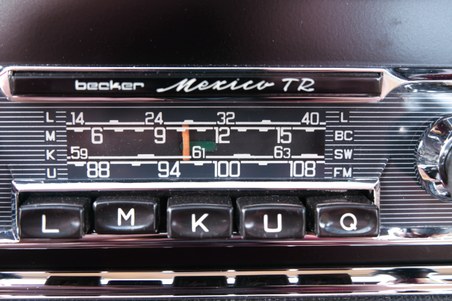 becker Mexico TR
L 14 24 32 40 L
M 6 9 12 15 BC
K 59 61 63 SW
U 88 94 100 108 FM
L M K U Q